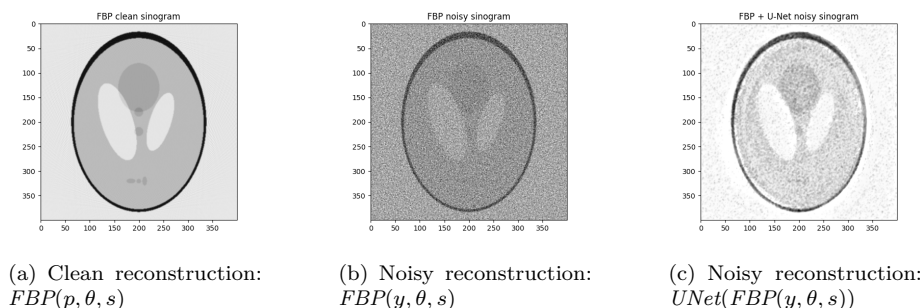 FBP clean sinogram
0
50
100
150
200
250
300
350
0 50 100 150 200 250 300 350
(a) Clean reconstruction:
FBP(p, θ, s)
FBP noisy sinogram
0
50
100
150
200
250
300
350
0 50 100 150 200 250 300 350
(b) Noisy reconstruction:
FBP(y, θ, s)
FBP + U-Net noisy sinogram
0
50
100
150
200
250
300
350
0 50 100 150 200 250 300 350
(c) Noisy reconstruction:
UNet(FBP(y, θ, s))